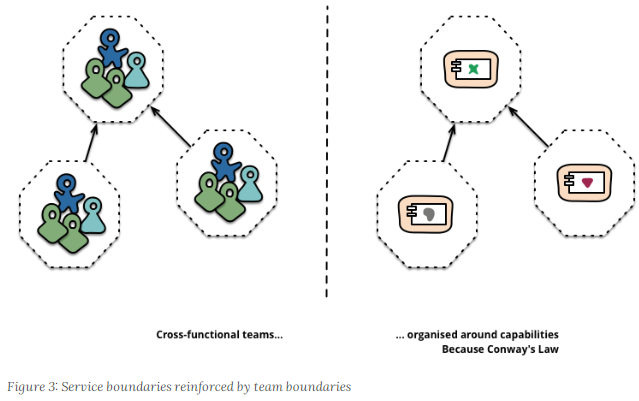 Cross-functional teams...
... organised around capabilities
Because Conway's Law
Figure 3: Service boundaries reinforced by team boundaries